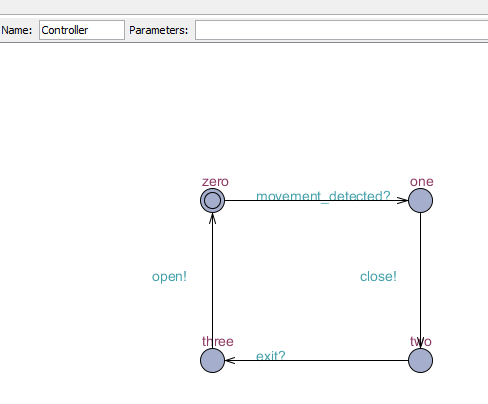 Name: Controller Parameters:
zero one
movement_detected?
open! close!
three two
exit?